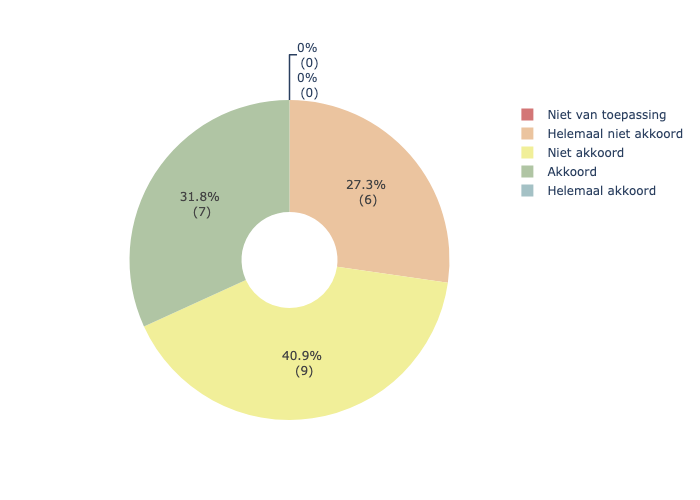 0%
(0)
0%
(0)
27.3%
(6)
31.8%
(7)
40.9%
(9)
Niet van toepassing
Helemaal niet akkoord
Niet akkoord
Akkoord
Helemaal akkoord